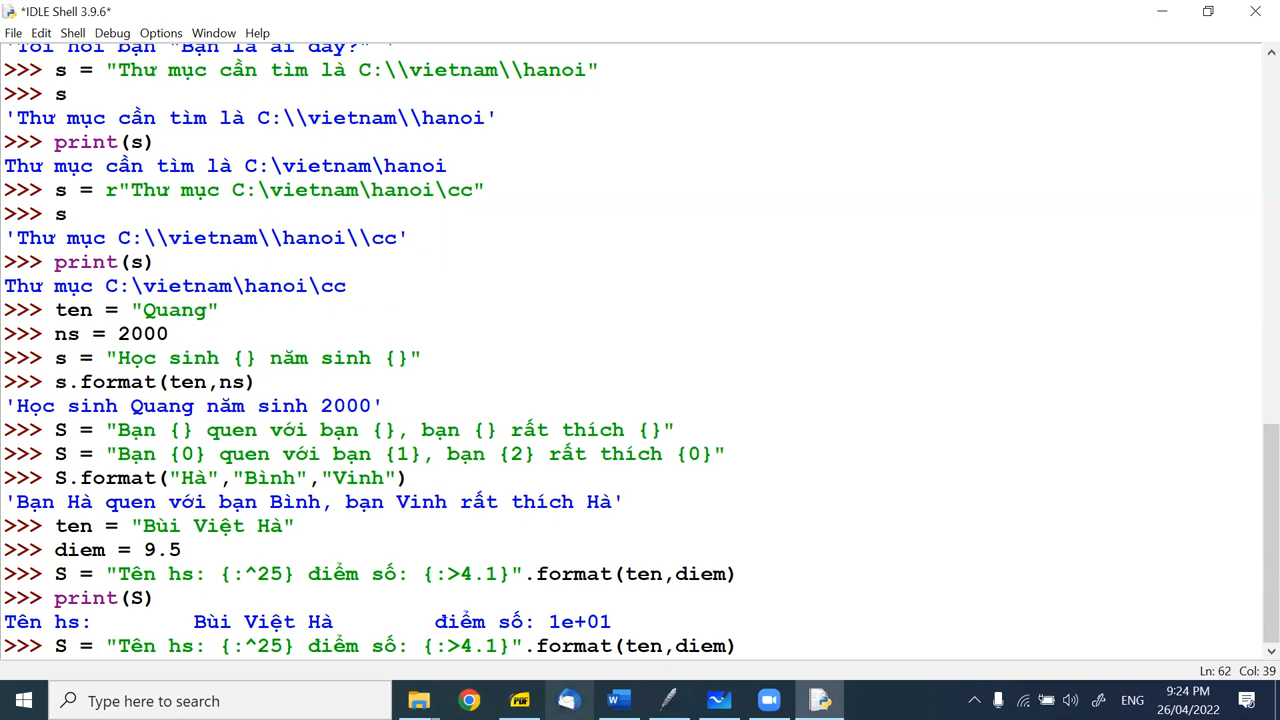 *IDLE Shell 3.9.6*
File Edit Shell Debug Options Window Help
'Tôi hỏi bạn "Bạn là ai đấy?" '
>>> s = "Thư mục cần tìm là C:\\vietnam\\hanoi"
>>> s
'Thư mục cần tìm là C:\\vietnam\\hanoi'
>>> print(s)
Thư mục cần tìm là C:\vietnam\hanoi
>>> s = r"Thư mục C:\vietnam\hanoi\cc"
>>> s
'Thư mục C:\\vietnam\\hanoi\\cc'
>>> print(s)
Thư mục C:\vietnam\hanoi\cc
>>> ten = "Quang"
>>> ns = 2000
>>> s = "Học sinh {} năm sinh {}"
>>> s.format(ten,ns)
'Học sinh Quang năm sinh 2000'
>>> S = "Bạn {} quen với bạn {}, bạn {} rất thích {}"
>>> S = "Bạn {0} quen với bạn {1}, bạn {2} rất thích {0}"
>>> S.format("Hà","Bình","Vinh")
'Bạn Hà quen với bạn Bình, bạn Vinh rất thích Hà'
>>> ten = "Bùi Việt Hà"
>>> diem = 9.5
>>> S = "Tên hs: {:^25} điểm số: {:>4.1}".format(ten,diem)
>>> print(S)
Tên hs:        Bùi Việt Hà        điểm số: 1e+01
>>> S = "Tên hs: {:^25} điểm số: {:>4.1}".format(ten,diem)
Ln: 62 Col: 39
Type here to search
PDF
ENG
9:24 PM
26/04/2022